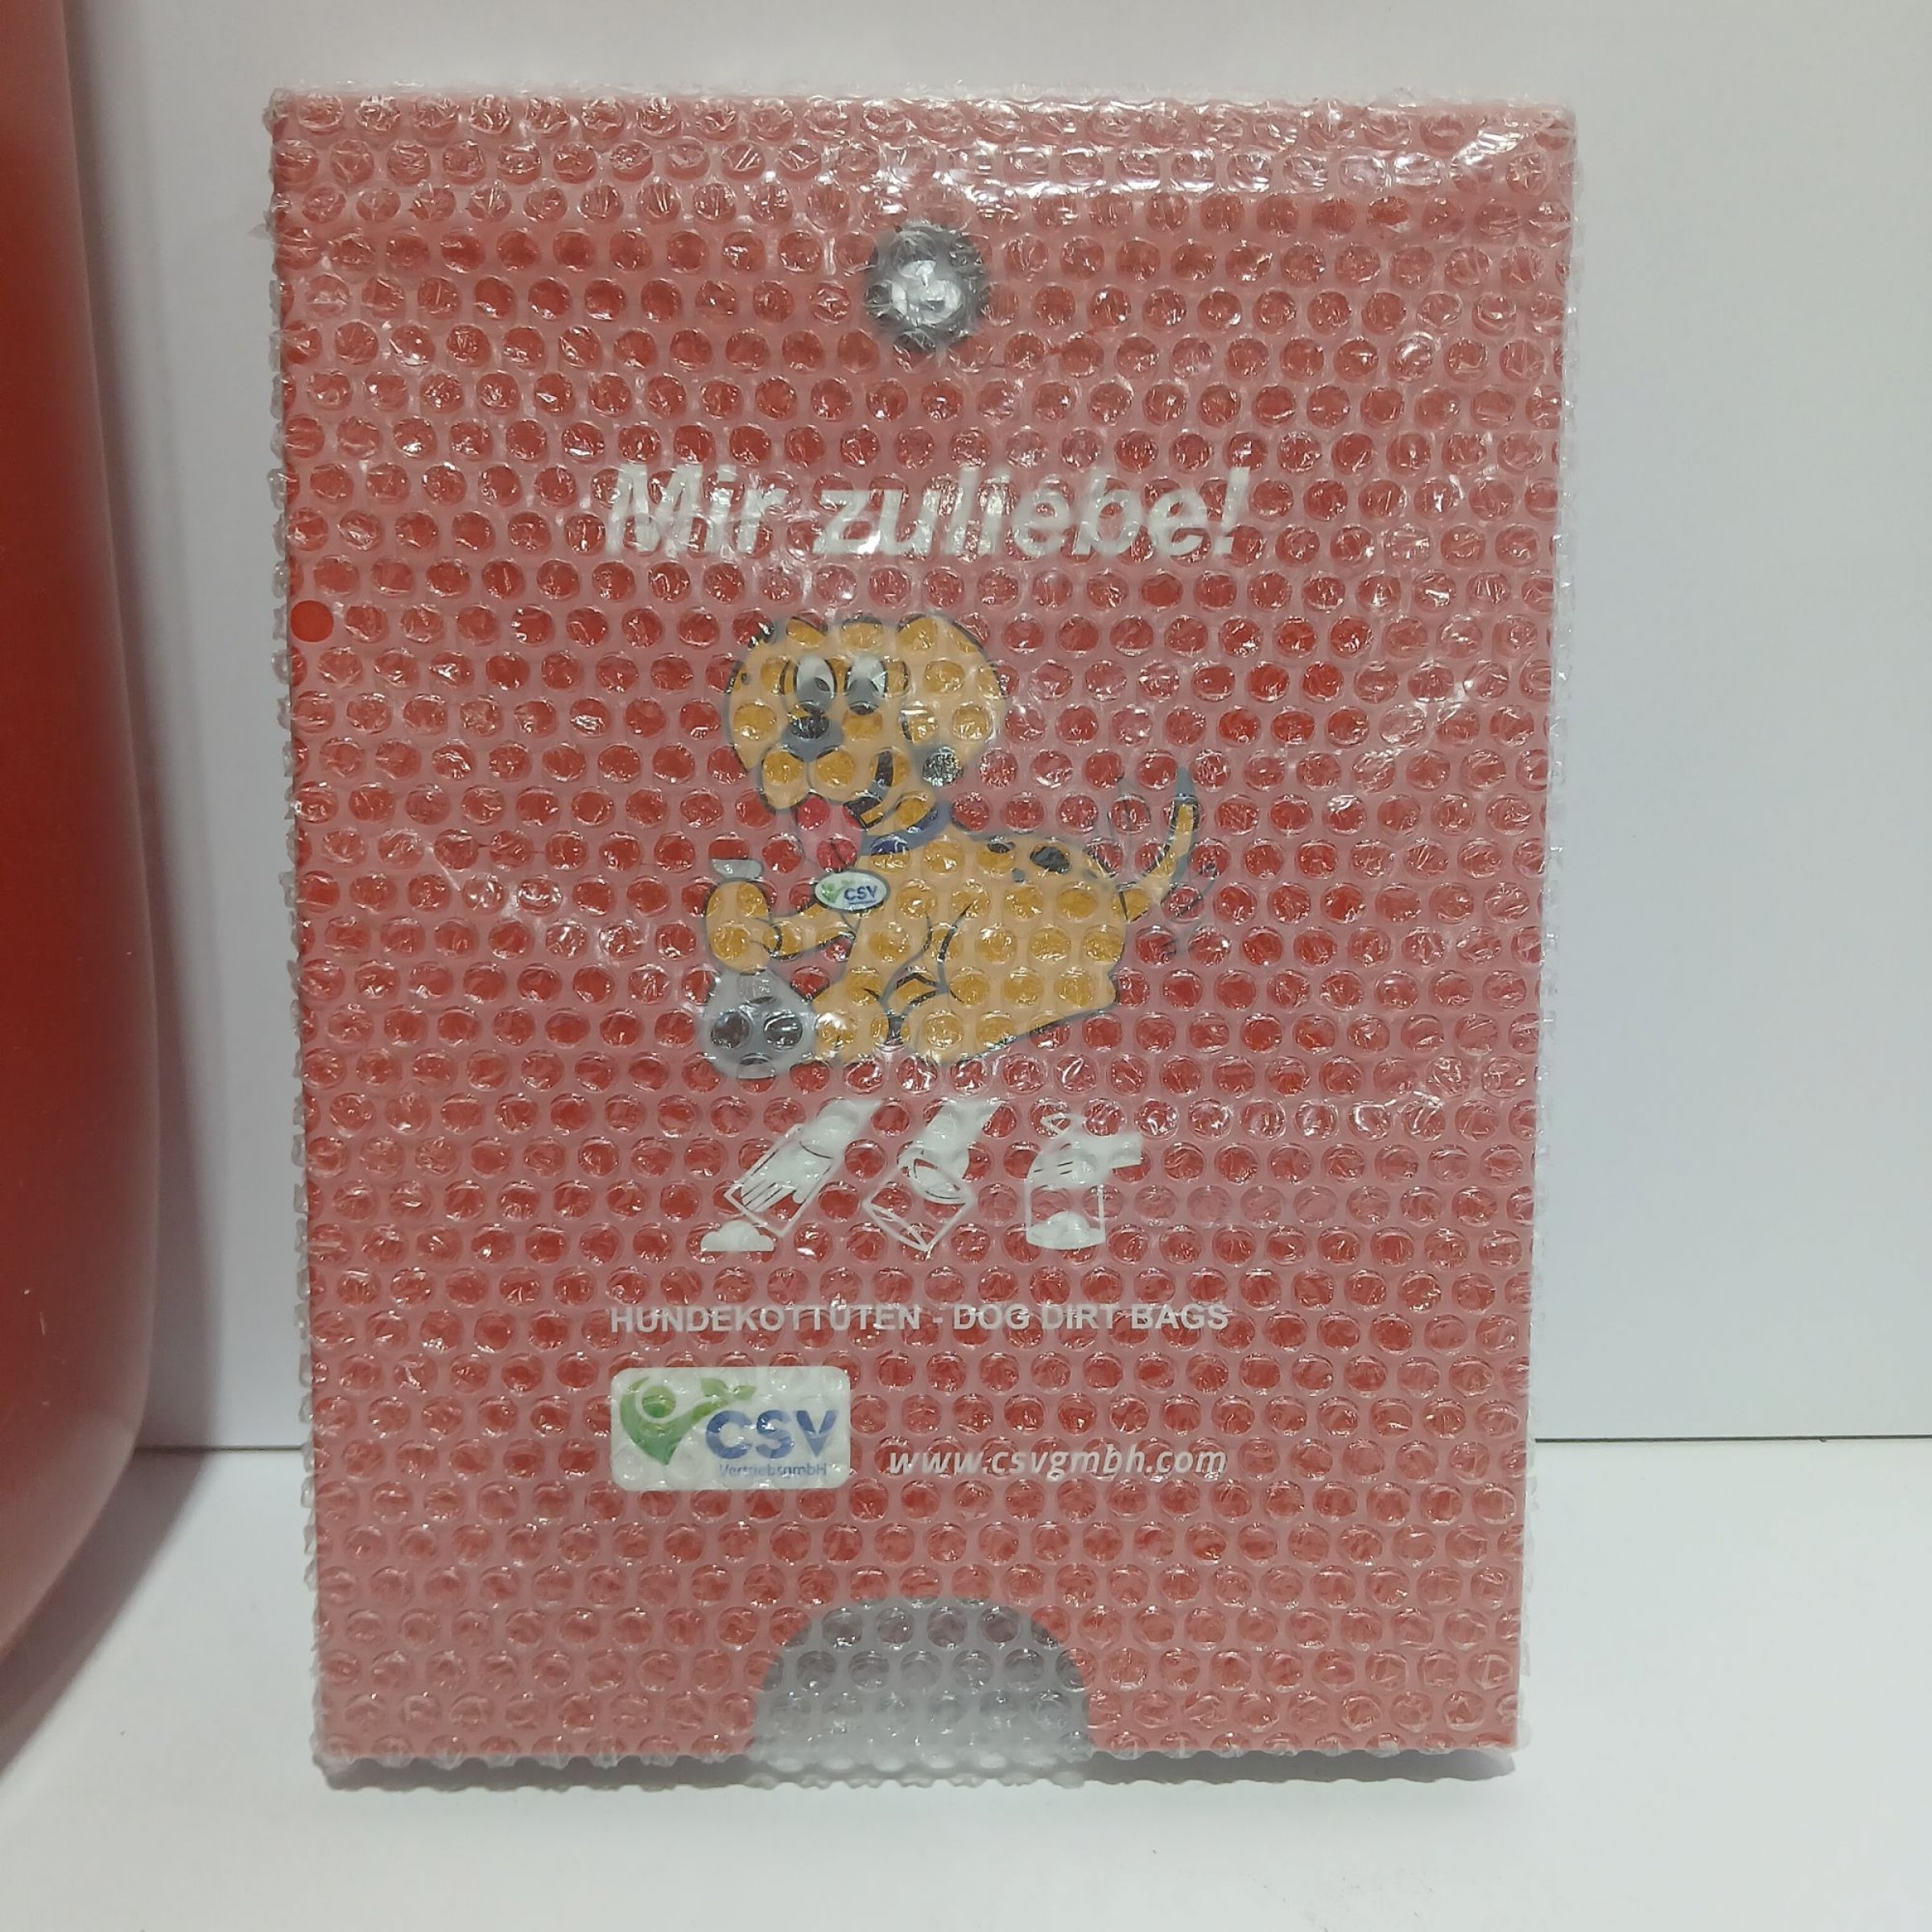 Mir zuliebe!
CSV
HUNDEKOTTÜTEN - DOG DIRT BAGS
CSV
VertriebsgmbH
www.csvgmbh.com